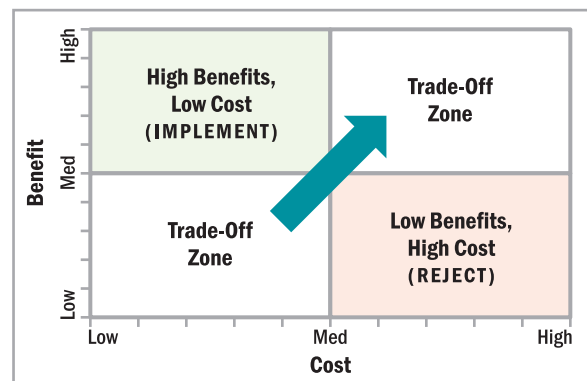 High
Med
Low
Benefit
High Benefits,
Low Cost
(IMPLEMENT)
Trade-Off
Zone
Trade-Off
Zone
Low Benefits,
High Cost
(REJECT)
Low
Med
High
Cost